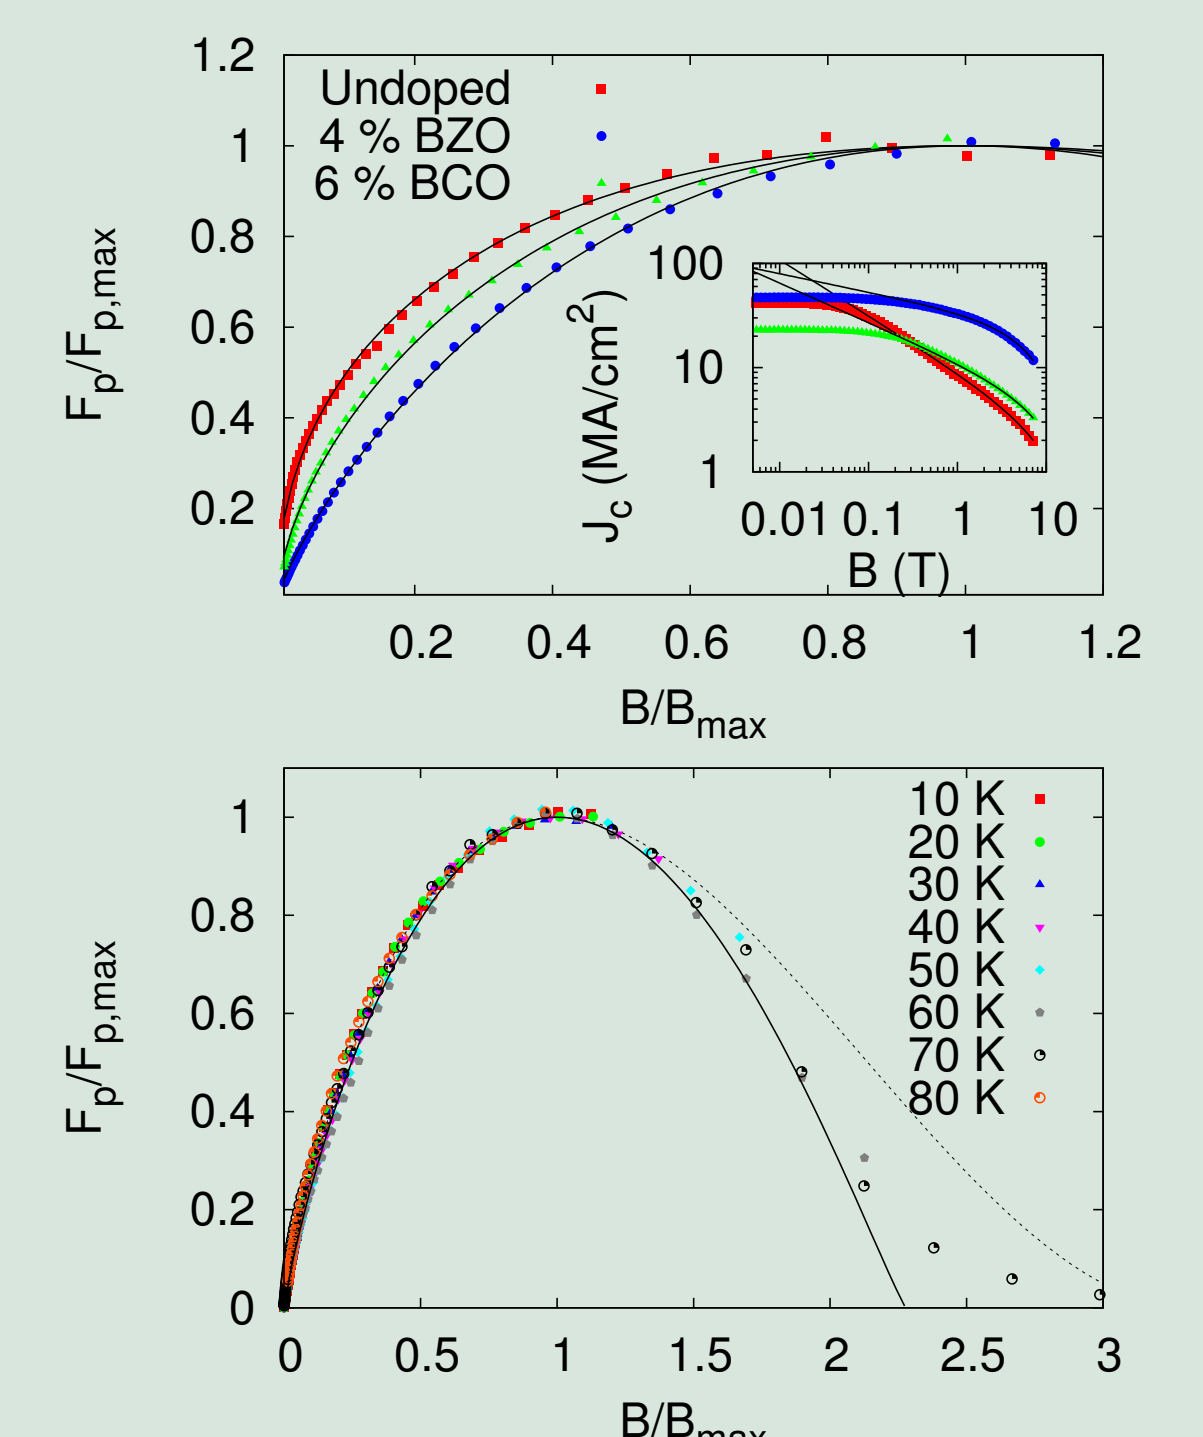 1.2
1
0.8
0.6
0.4
0.2
F_p/F_p,max
Undoped
4 % BZO
6 % BCO
100
10
1
J_c (MA/cm^2)
0.01 0.1 1 10
B (T)
0.2 0.4 0.6 0.8 1 1.2
B/B_max
1
0.8
0.6
0.4
0.2
0
F_p/F_p,max
10 K
20 K
30 K
40 K
50 K
60 K
70 K
80 K
0 0.5 1 1.5 2 2.5 3
B/B_max